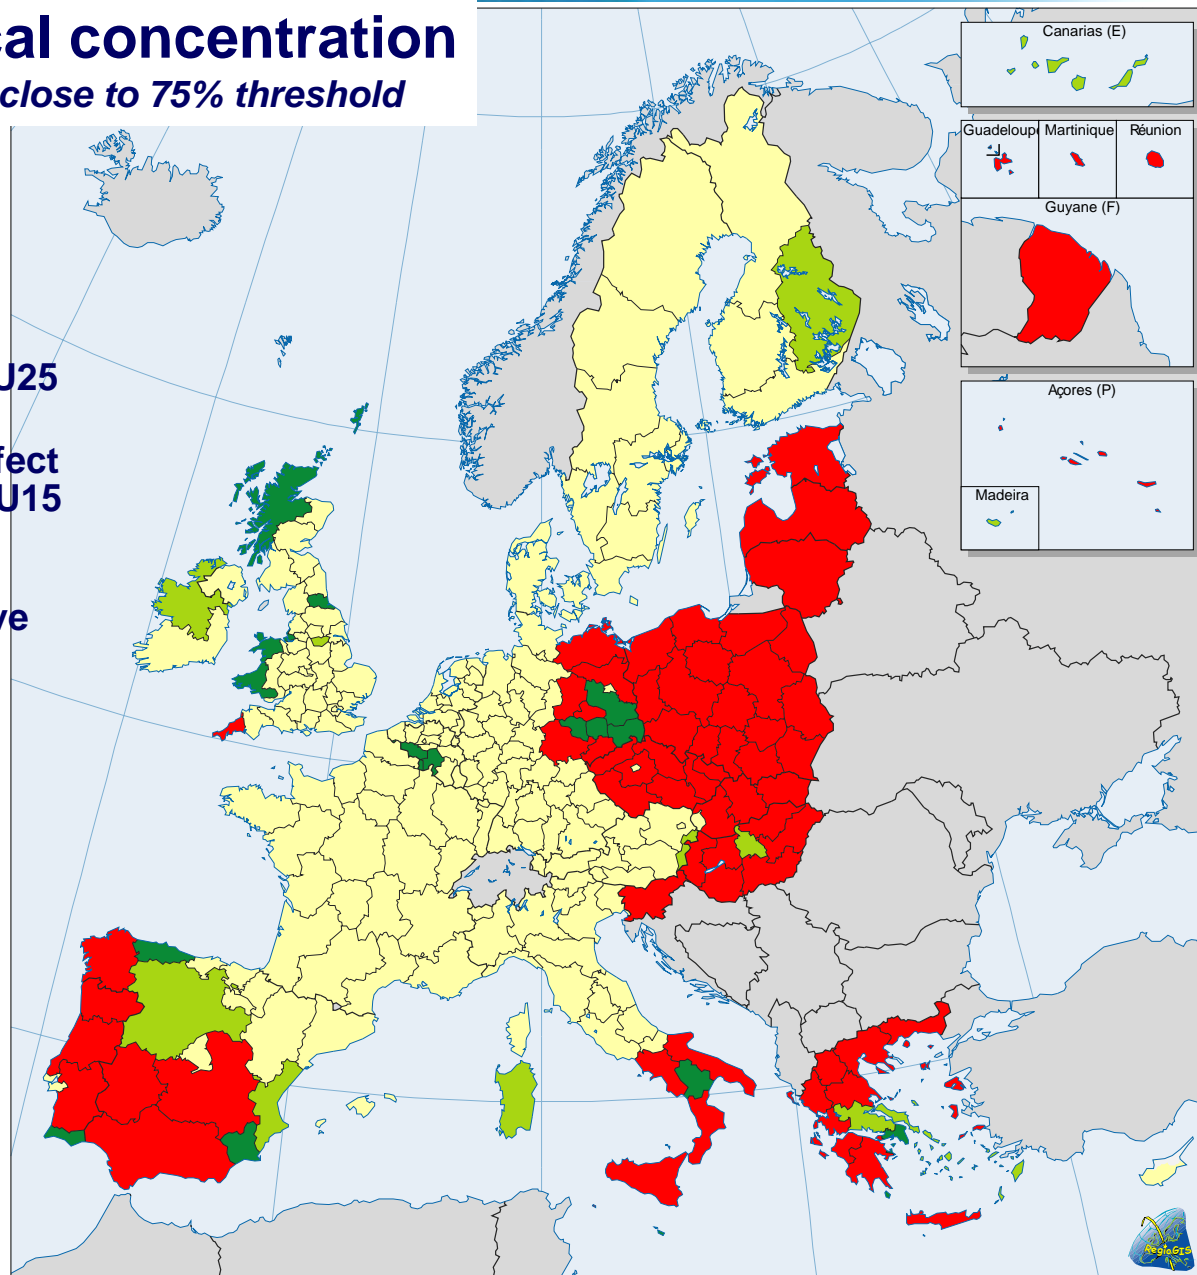 cal concentration
close to 75% threshold
U25
fect
U15
ve
Canarias (E)
Guadeloupe
Martinique
Réunion
Guyane (F)
Açores (P)
Madeira
RegioGIS